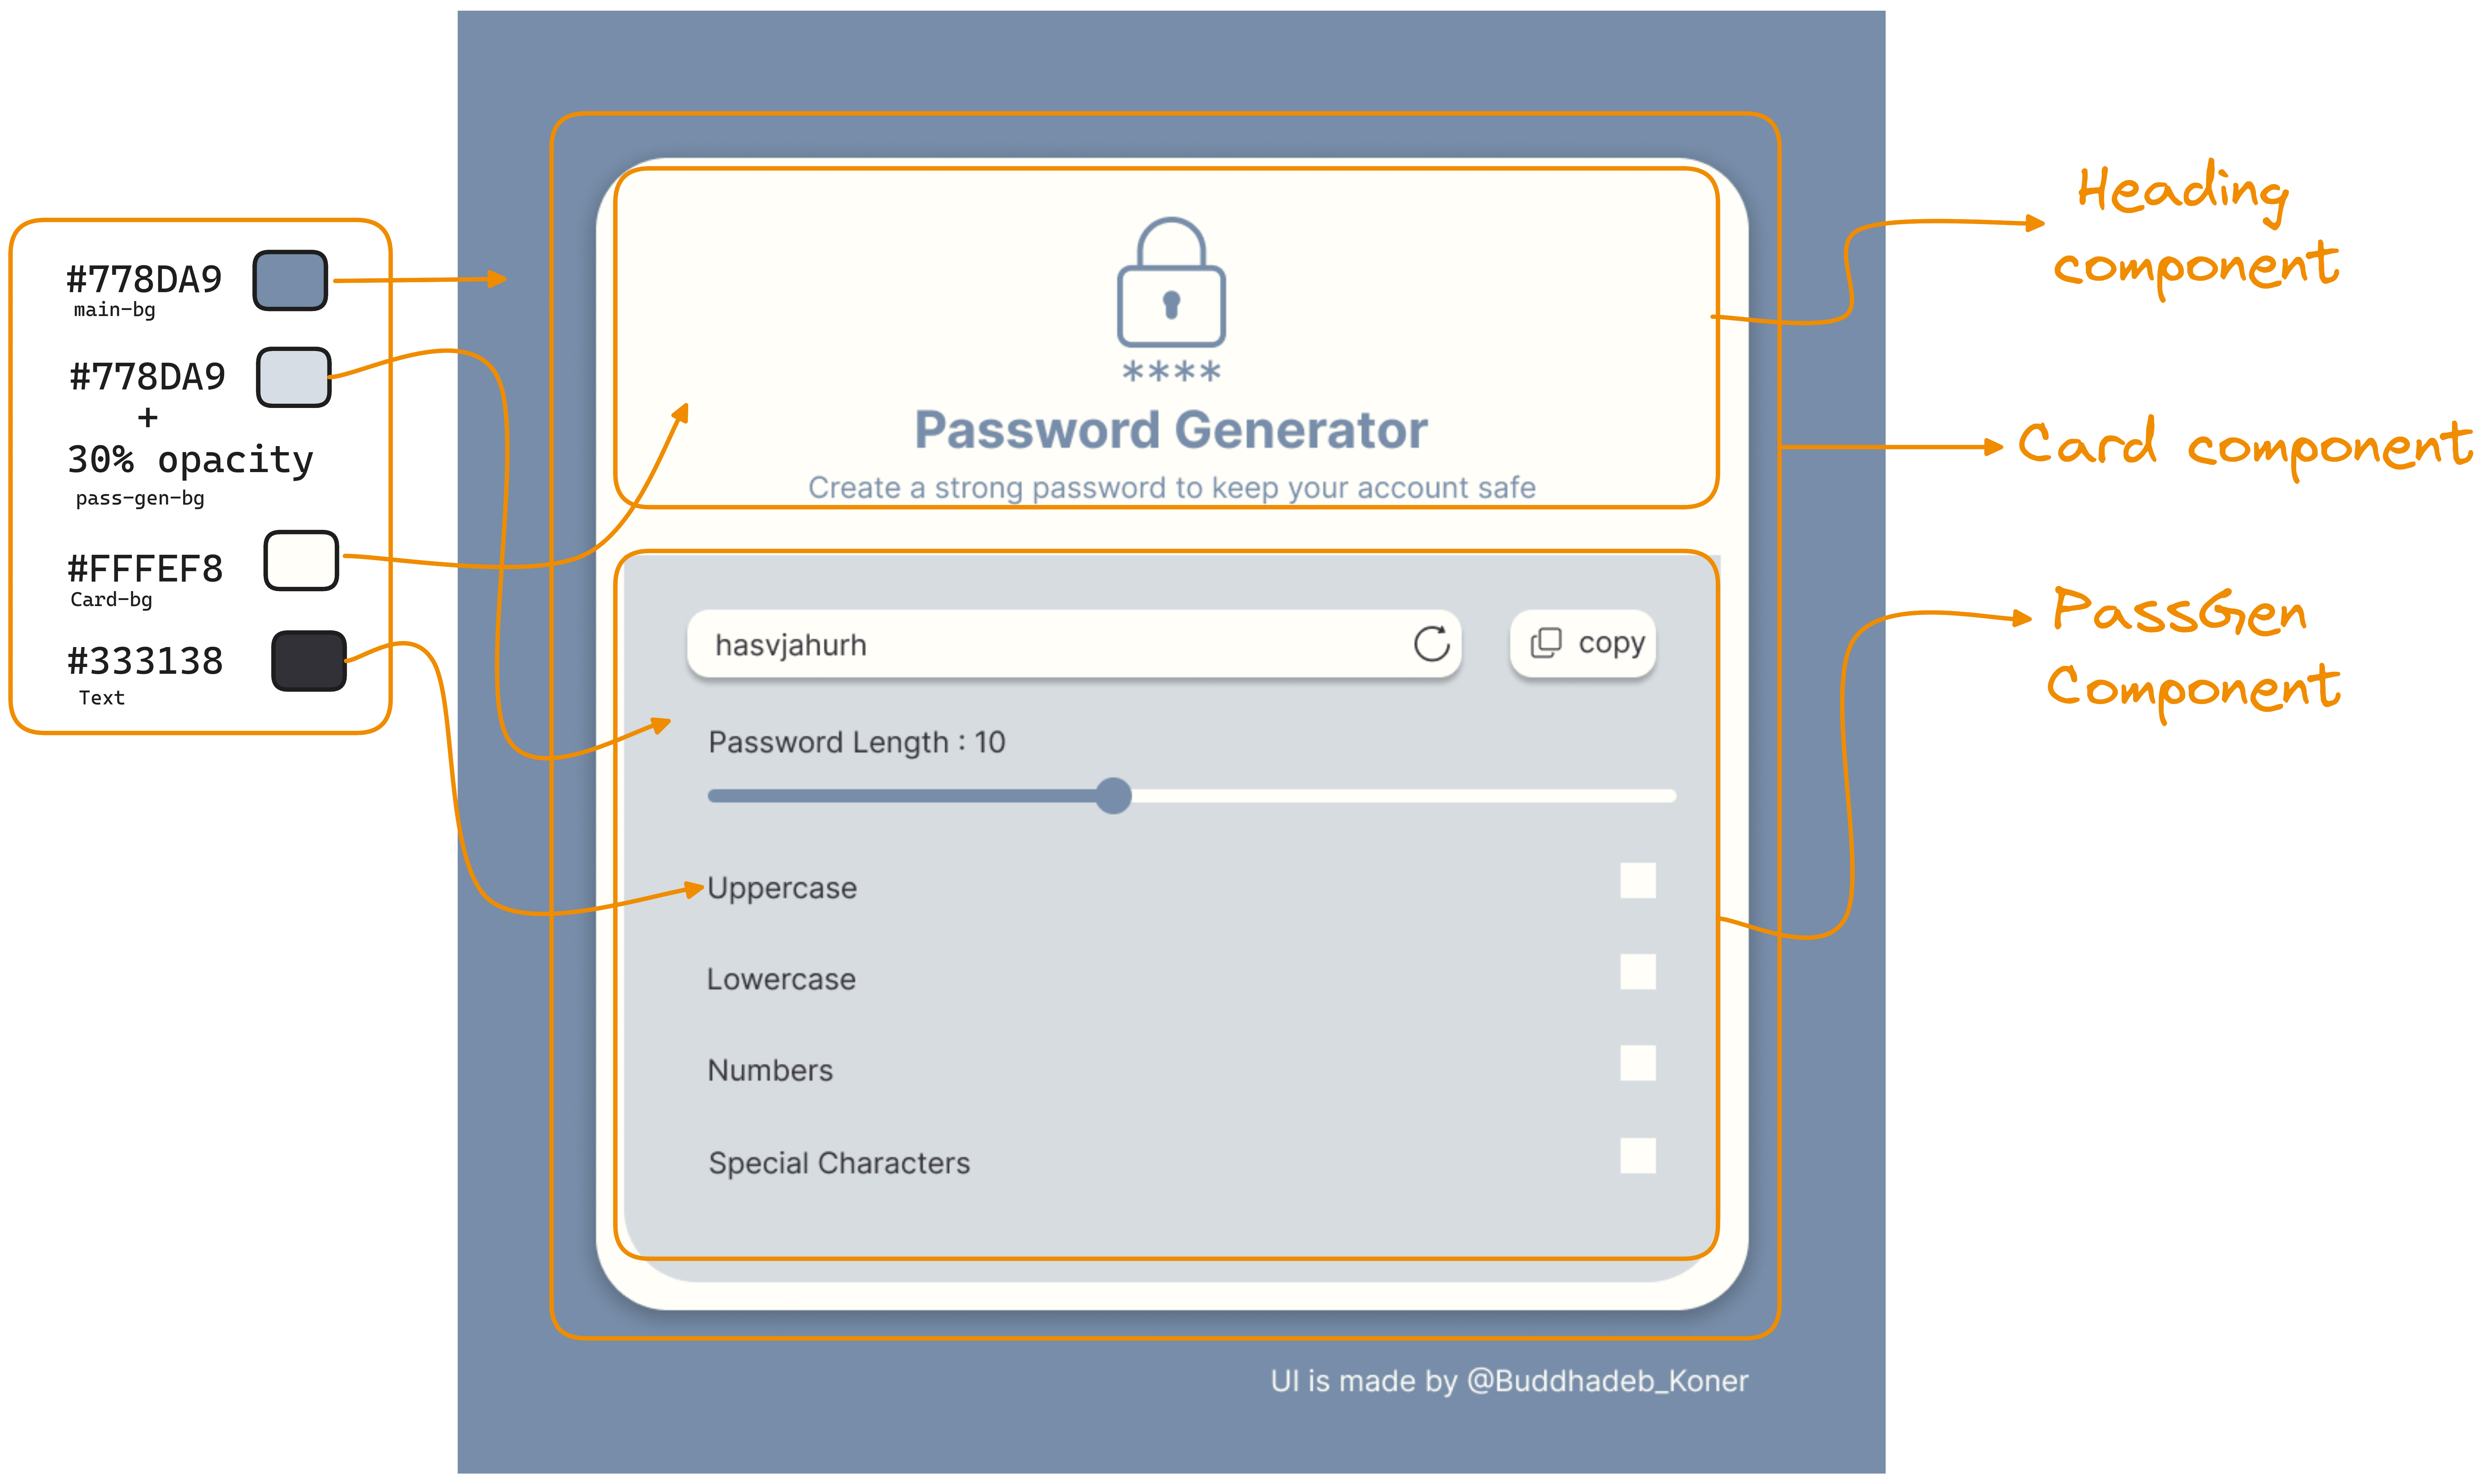 #778DA9
main-bg
#778DA9
+
30% opacity
pass-gen-bg
#FFFEF8
Card-bg
#333138
Text
****
Password Generator
Create a strong password to keep your account safe
hasvjahurh
copy
Password Length : 10
Uppercase
Lowercase
Numbers
Special Characters
UI is made by @Buddhadeb_Koner
Heading
component
Card component
PassGen
Component